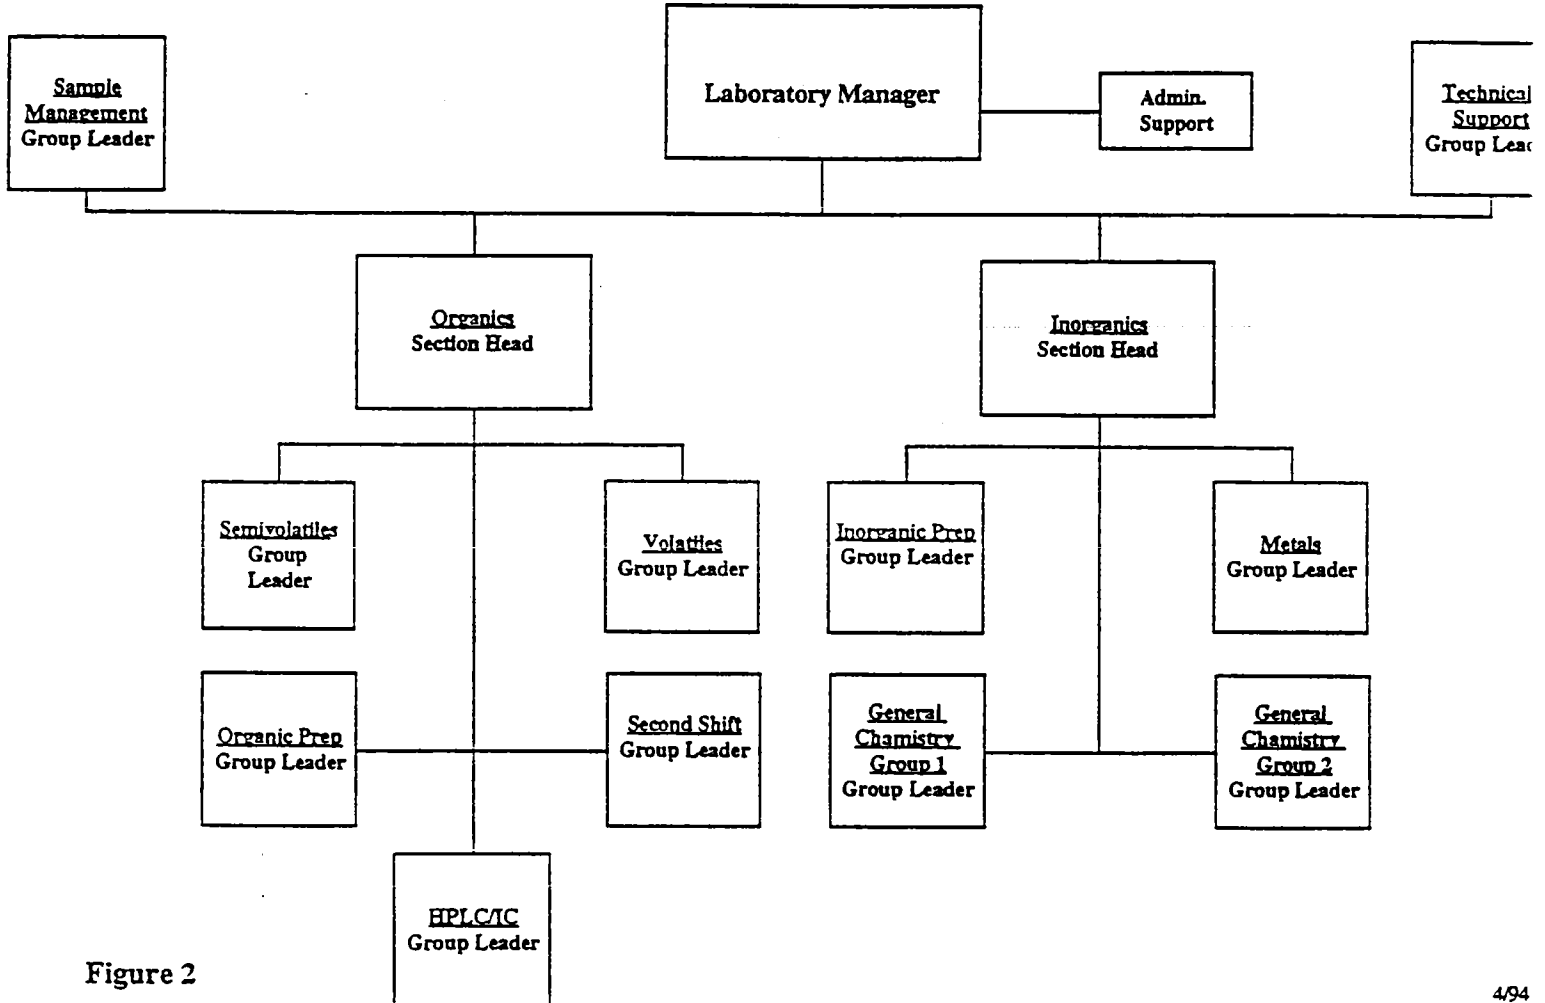 Sample
Management
Group Leader
Laboratory Manager
Admin.
Support
Technical
Support
Group Lead
Organics
Section Head
Inorganics
Section Head
Semivolatiles
Group
Leader
Volatiles
Group Leader
Inorganic Prep
Group Leader
Metals
Group Leader
Organic Prep
Group Leader
Second Shift
Group Leader
General
Chamistry
Group 1
Group Leader
General
Chamistry
Group 2
Group Leader
HPLC/IC
Group Leader
Figure 2
4/94